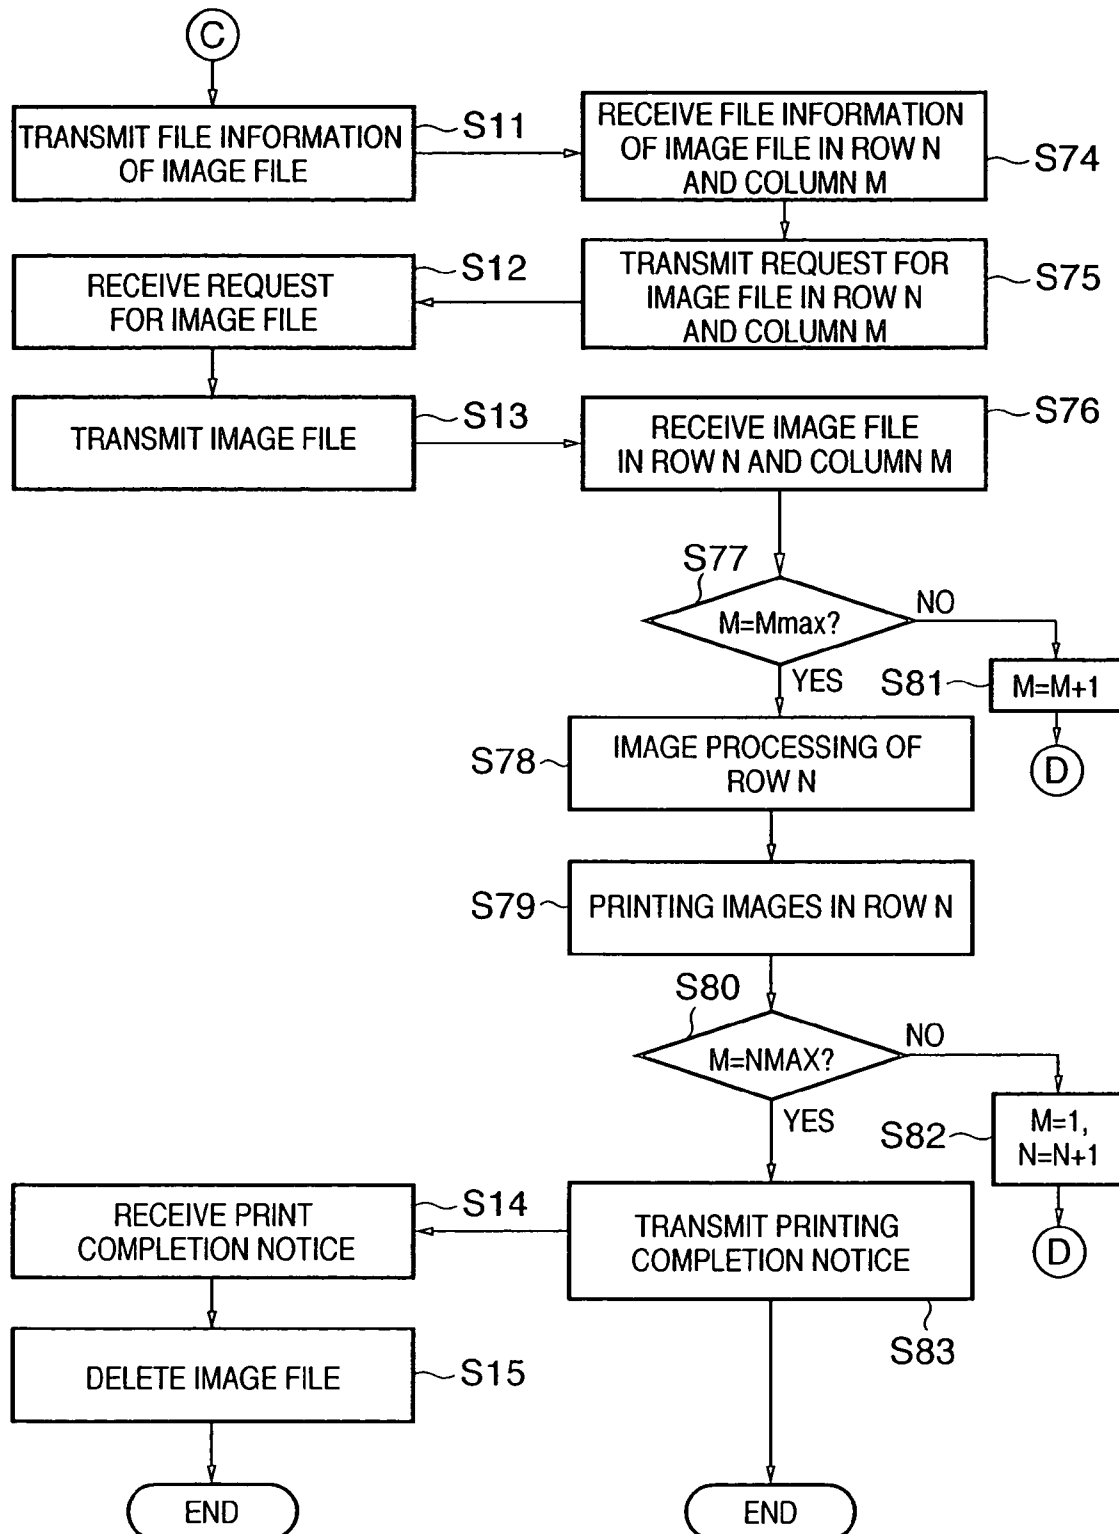 C
TRANSMIT FILE INFORMATION
OF IMAGE FILE
S11
RECEIVE FILE INFORMATION
OF IMAGE FILE IN ROW N
AND COLUMN M
S74
RECEIVE REQUEST
FOR IMAGE FILE
S12
TRANSMIT REQUEST FOR
IMAGE FILE IN ROW N
AND COLUMN M
S75
TRANSMIT IMAGE FILE
S13
RECEIVE IMAGE FILE
IN ROW N AND COLUMN M
S76
S77
M=Mmax?
NO
YES
S81
M=M+1
D
S78
IMAGE PROCESSING OF
ROW N
S79
PRINTING IMAGES IN ROW N
S80
M=NMAX?
NO
YES
S82
M=1,
N=N+1
D
RECEIVE PRINT
COMPLETION NOTICE
S14
TRANSMIT PRINTING
COMPLETION NOTICE
S83
DELETE IMAGE FILE
S15
END
END